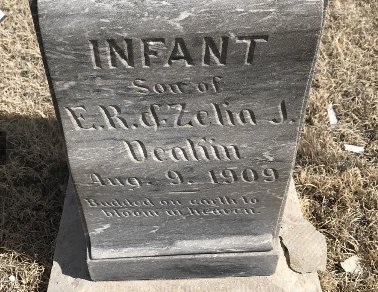 INFANT
Son of
E.R. & Zelia J.
Deakin
Aug. 9. 1909
Budded on earth to
bloom in heaven.